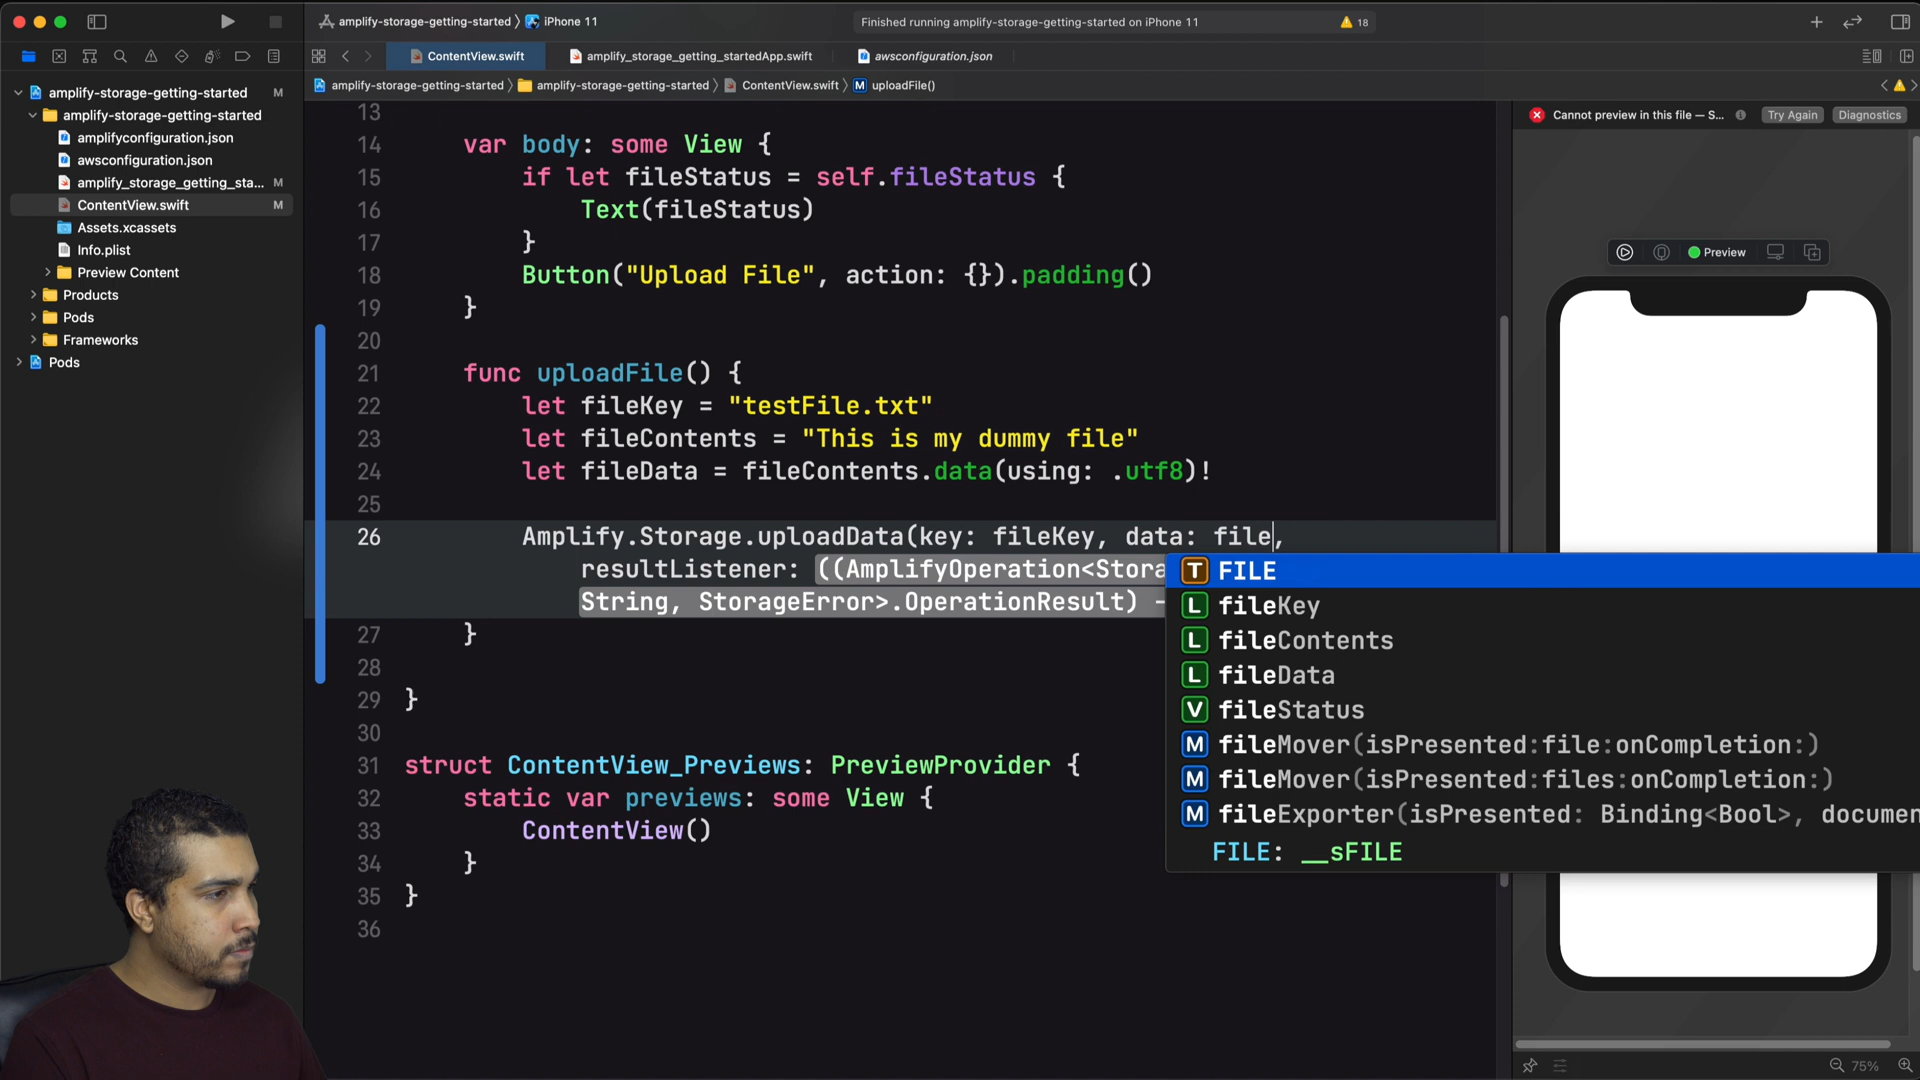 amplify-storage-getting-started
iPhone 11
Finished running amplify-storage-getting-started on iPhone 11
18
ContentView.swift
amplify_storage_getting_startedApp.swift
awsconfiguration.json
amplify-storage-getting-started
amplify-storage-getting-started
ContentView.swift
M
uploadFile()
amplify-storage-getting-started
M
amplify-storage-getting-started
amplifyconfiguration.json
awsconfiguration.json
amplify_storage_getting_sta...
M
ContentView.swift
M
Assets.xcassets
Info.plist
Preview Content
Products
Pods
Frameworks
Pods
13
14 var body: some View {
15 if let fileStatus = self.fileStatus {
16 Text(fileStatus)
17 }
18 Button("Upload File", action: {}).padding()
19 }
20
21 func uploadFile() {
22 let fileKey = "testFile.txt"
23 let fileContents = "This is my dummy file"
24 let fileData = fileContents.data(using: .utf8)!
25
26 Amplify.Storage.uploadData(key: fileKey, data: file,
resultListener: ((AmplifyOperation<Stora
String, StorageError>.OperationResult) -
27 }
28
29 }
30
31 struct ContentView_Previews: PreviewProvider {
32 static var previews: some View {
33 ContentView()
34 }
35 }
36
T FILE
L fileKey
L fileContents
L fileData
V fileStatus
M fileMover(isPresented:file:onCompletion:)
M fileMover(isPresented:files:onCompletion:)
M fileExporter(isPresented: Binding<Bool>, documen
FILE: __sFILE
Cannot preview in this file — S...
Try Again
Diagnostics
Preview
75%